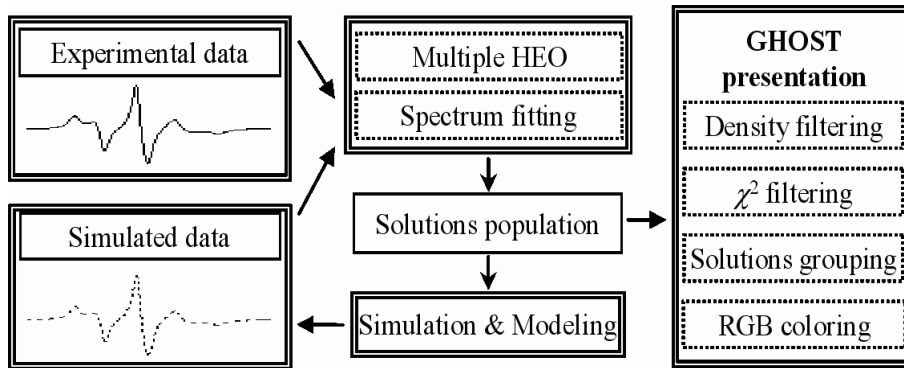 Experimental data
Simulated data
Multiple HEO
Spectrum fitting
Solutions population
Simulation & Modeling
GHOST
presentation
Density filtering
χ² filtering
Solutions grouping
RGB coloring